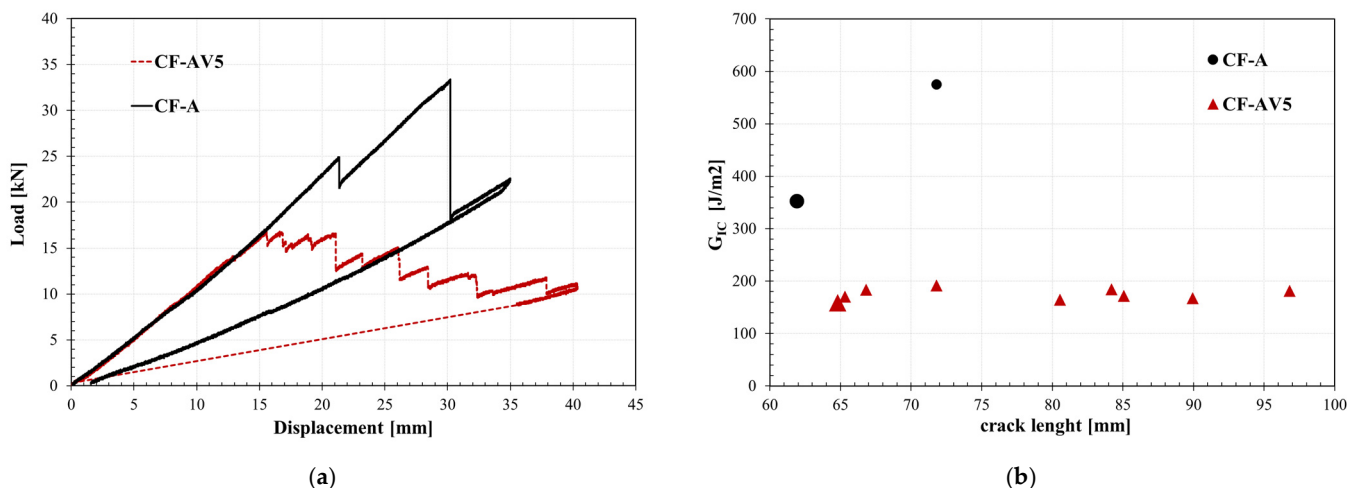 40
35
30
25
20
15
10
5
0
Load [kN]
CF-AV5
CF-A
0 5 10 15 20 25 30 35 40 45
Displacement [mm]
(a)
700
600
500
400
300
200
100
0
G_IC [J/m2]
CF-A
CF-AV5
60 65 70 75 80 85 90 95 100
crack lenght [mm]
(b)